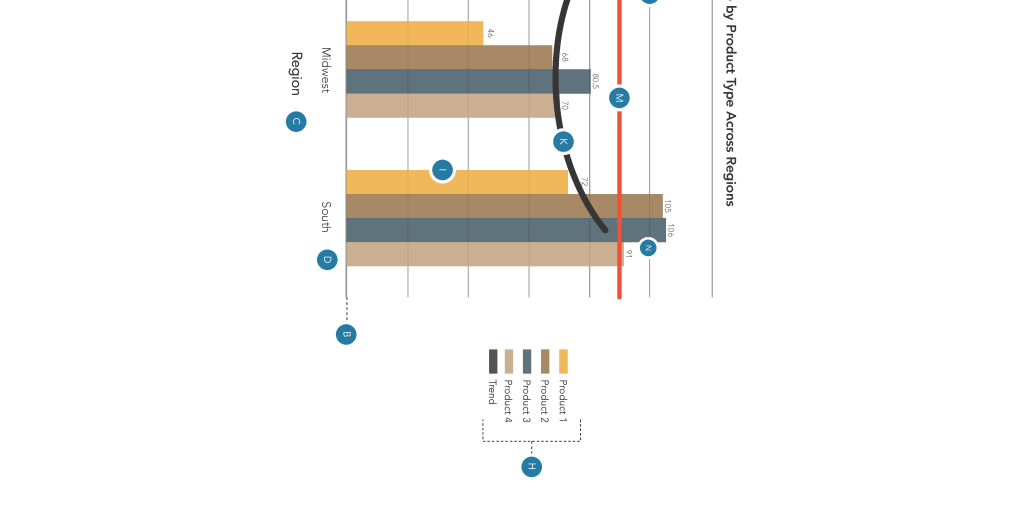 by Product Type Across Regions
46
68
80.5
70
72
105
106
91
M
K
I
N
Midwest
South
Region
C
D
B
Product 1
Product 2
Product 3
Product 4
Trend
H